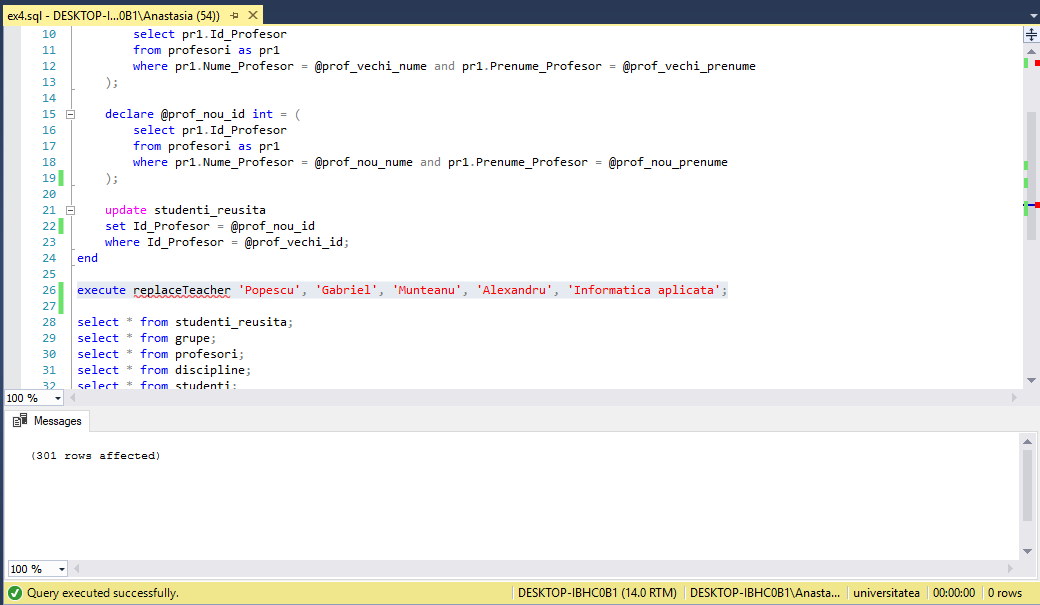 ex4.sql - DESKTOP-I...0B1\Anastasia (54))
10 select pr1.Id_Profesor
11 from profesori as pr1
12 where pr1.Nume_Profesor = @prof_vechi_nume and pr1.Prenume_Profesor = @prof_vechi_prenume
13 );
14
15 declare @prof_nou_id int = (
16 select pr1.Id_Profesor
17 from profesori as pr1
18 where pr1.Nume_Profesor = @prof_nou_nume and pr1.Prenume_Profesor = @prof_nou_prenume
19 );
20
21 update studenti_reusita
22 set Id_Profesor = @prof_nou_id
23 where Id_Profesor = @prof_vechi_id;
24 end
25
26 execute replaceTeacher 'Popescu', 'Gabriel', 'Munteanu', 'Alexandru', 'Informatica aplicata';
27
28 select * from studenti_reusita;
29 select * from grupe;
30 select * from profesori;
31 select * from discipline;
32 select * from studenti;
100 %
Messages
(301 rows affected)
100 %
Query executed successfully. DESKTOP-IBHC0B1 (14.0 RTM) DESKTOP-IBHC0B1\Anasta... universitatea 00:00:00 0 rows